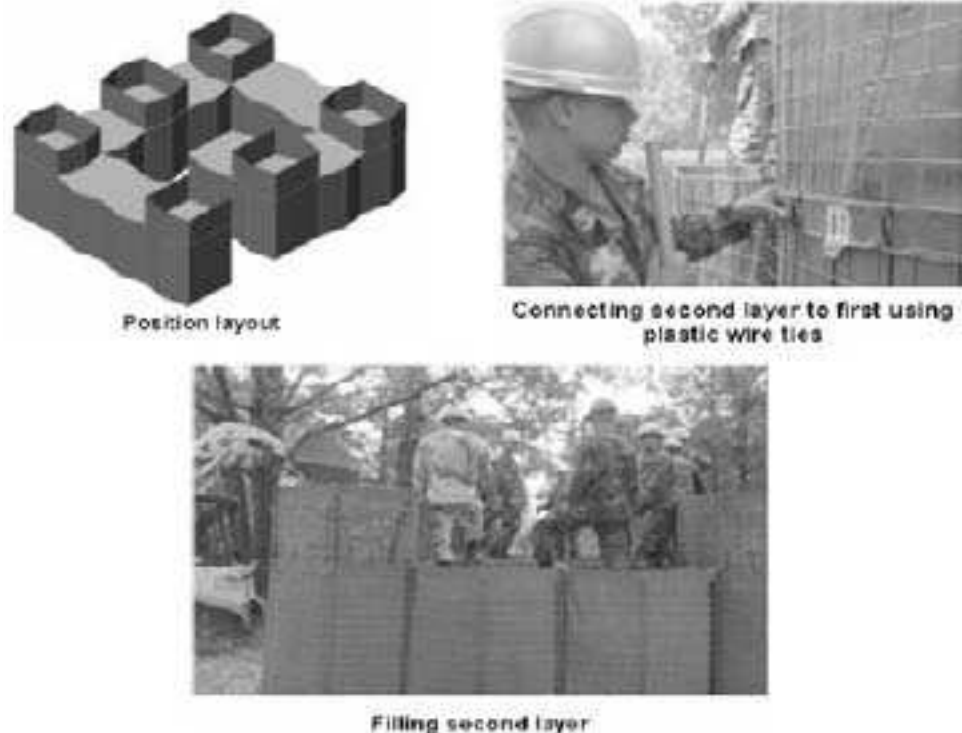 Position layout
Connecting second layer to first using
plastic wire ties
Filling second layer